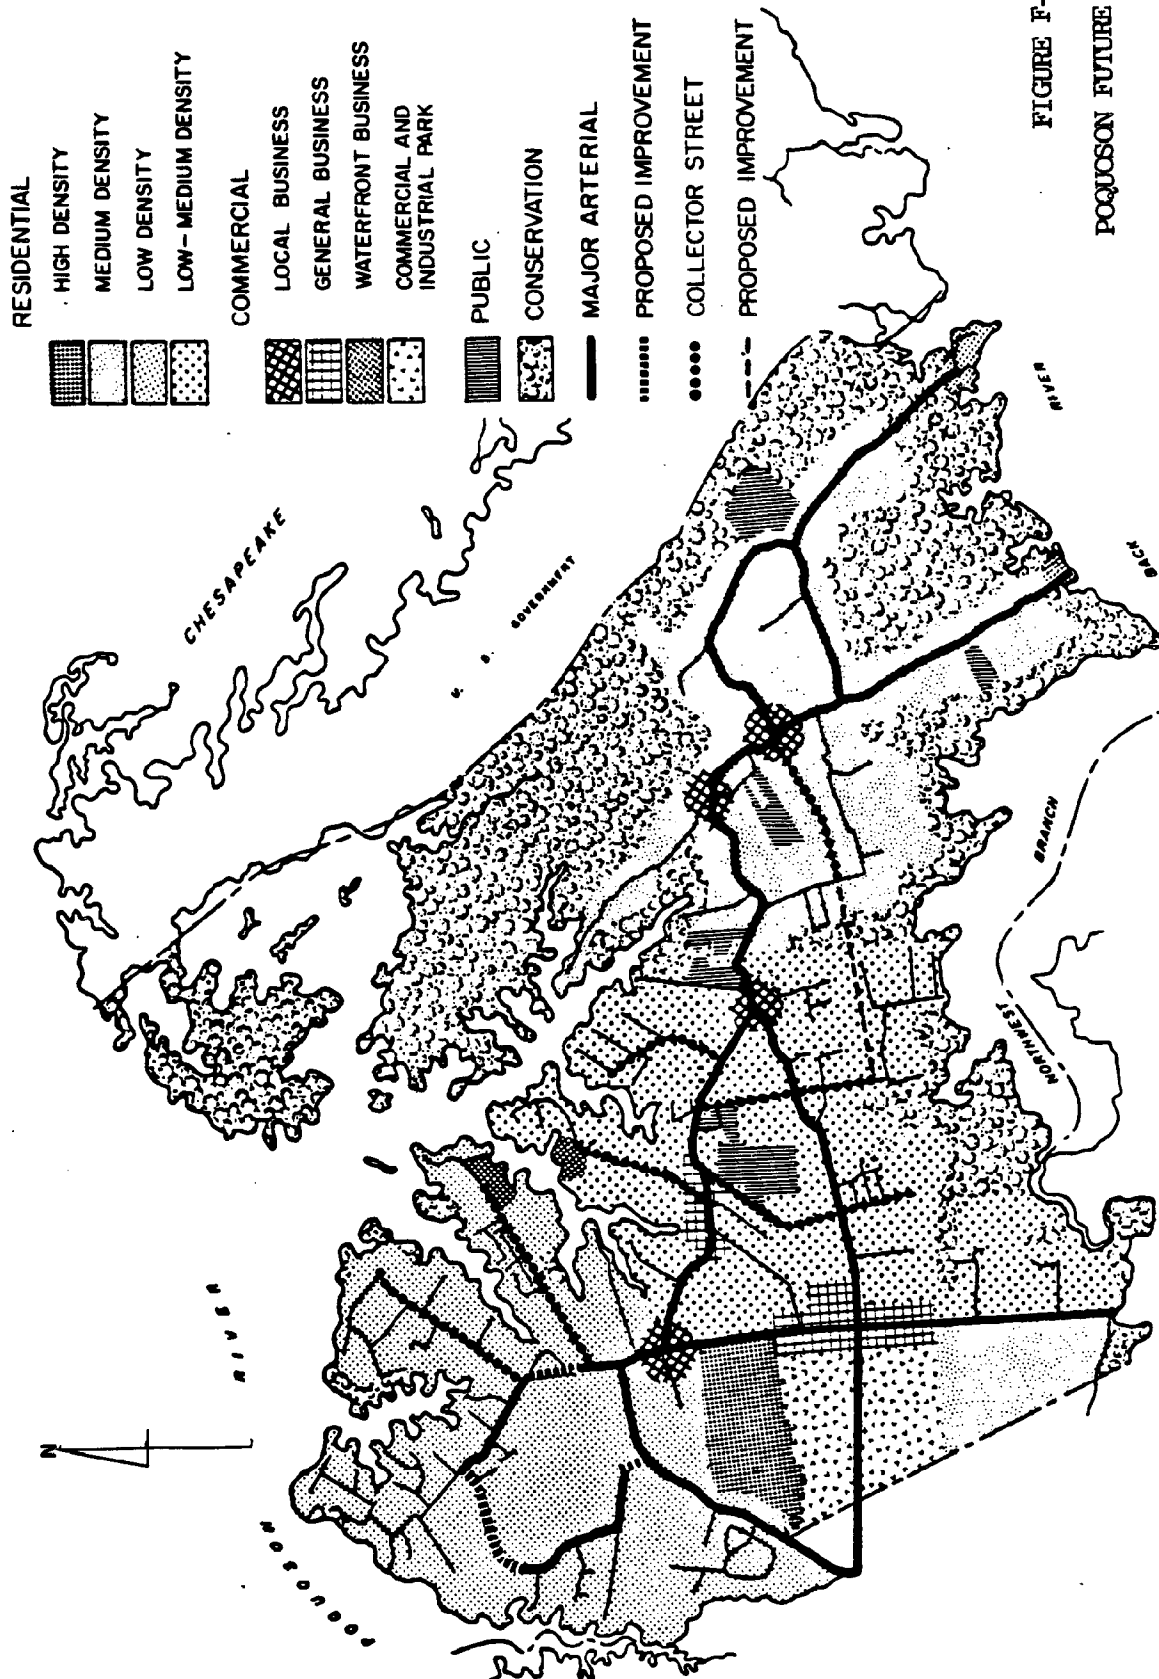 RESIDENTIAL
HIGH DENSITY
MEDIUM DENSITY
LOW DENSITY
LOW-MEDIUM DENSITY
COMMERCIAL
LOCAL BUSINESS
GENERAL BUSINESS
WATERFRONT BUSINESS
COMMERCIAL AND
INDUSTRIAL PARK
PUBLIC
CONSERVATION
MAJOR ARTERIAL
PROPOSED IMPROVEMENT
COLLECTOR STREET
PROPOSED IMPROVEMENT
CHESAPEAKE
GOVERNMENT
POQUOSON
RIVER
N
NORTHWEST
BRANCH
BACK
RIVER
FIGURE F-
POQUOSON FUTURE